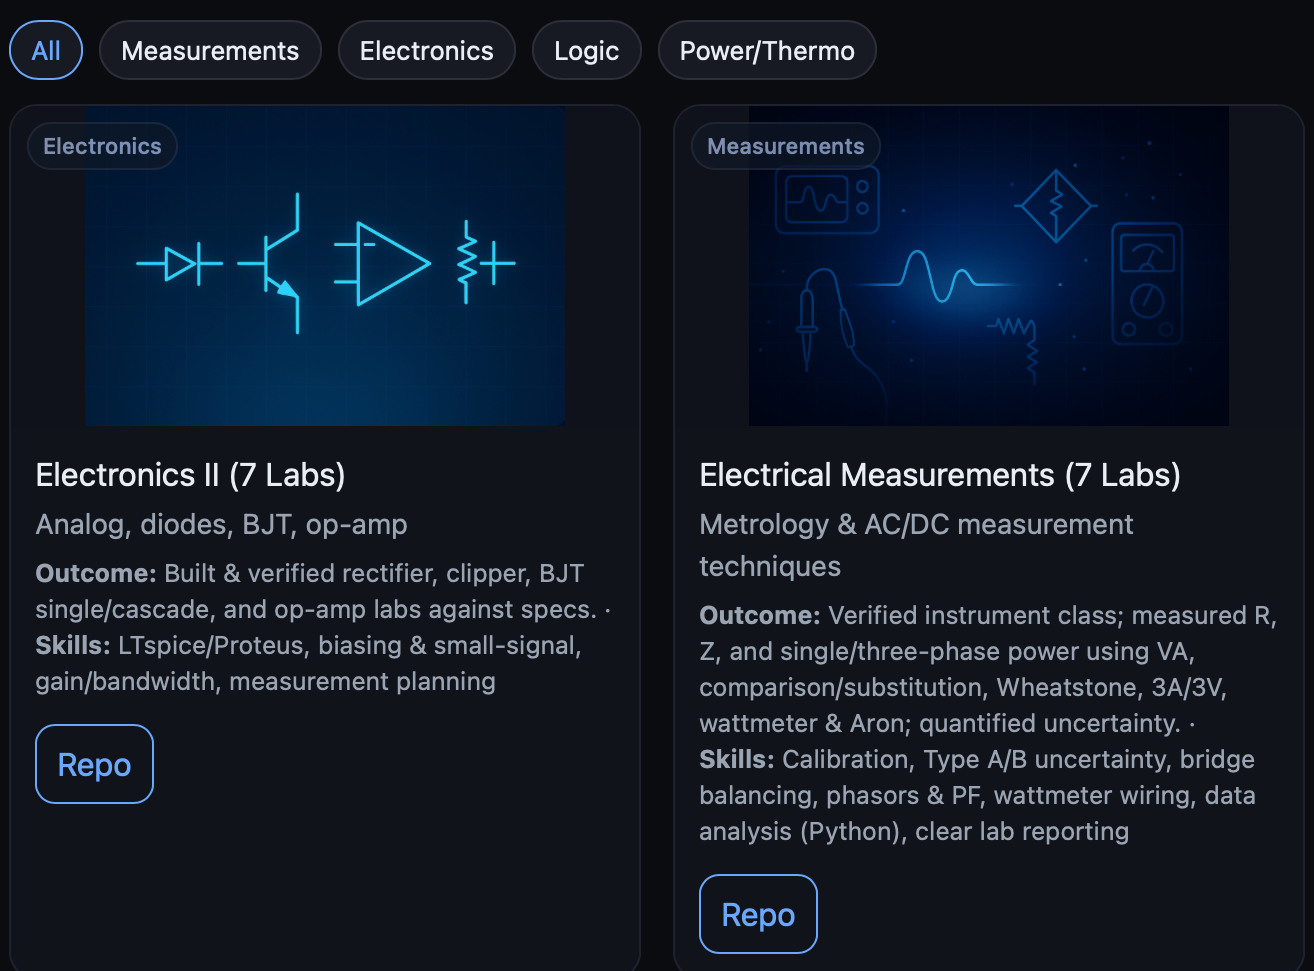 All
Measurements
Electronics
Logic
Power/Thermo
Electronics
Electronics II (7 Labs)
Analog, diodes, BJT, op-amp
Outcome: Built & verified rectifier, clipper, BJT
single/cascade, and op-amp labs against specs. ·
Skills: LTspice/Proteus, biasing & small-signal,
gain/bandwidth, measurement planning
Repo
Measurements
Electrical Measurements (7 Labs)
Metrology & AC/DC measurement
techniques
Outcome: Verified instrument class; measured R,
Z, and single/three-phase power using VA,
comparison/substitution, Wheatstone, 3A/3V,
wattmeter & Aron; quantified uncertainty. ·
Skills: Calibration, Type A/B uncertainty, bridge
balancing, phasors & PF, wattmeter wiring, data
analysis (Python), clear lab reporting
Repo